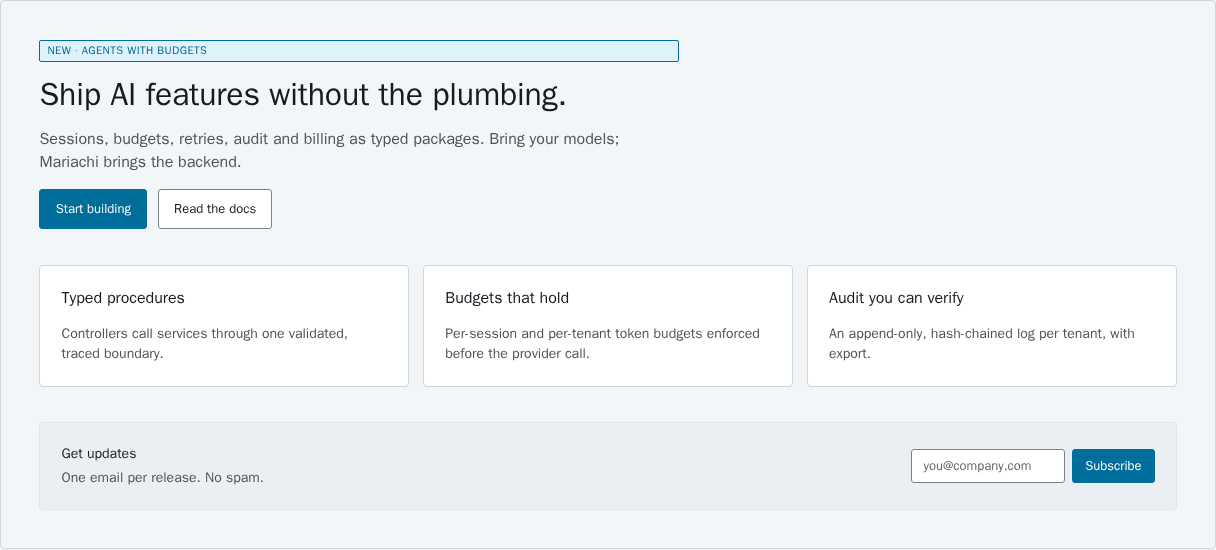 NEW · AGENTS WITH BUDGETS
Ship AI features without the plumbing.
Sessions, budgets, retries, audit and billing as typed packages. Bring your models;
Mariachi brings the backend.
Start building
Read the docs
Typed procedures
Controllers call services through one validated,
traced boundary.
Budgets that hold
Per-session and per-tenant token budgets enforced
before the provider call.
Audit you can verify
An append-only, hash-chained log per tenant, with
export.
Get updates
One email per release. No spam.
you@company.com
Subscribe